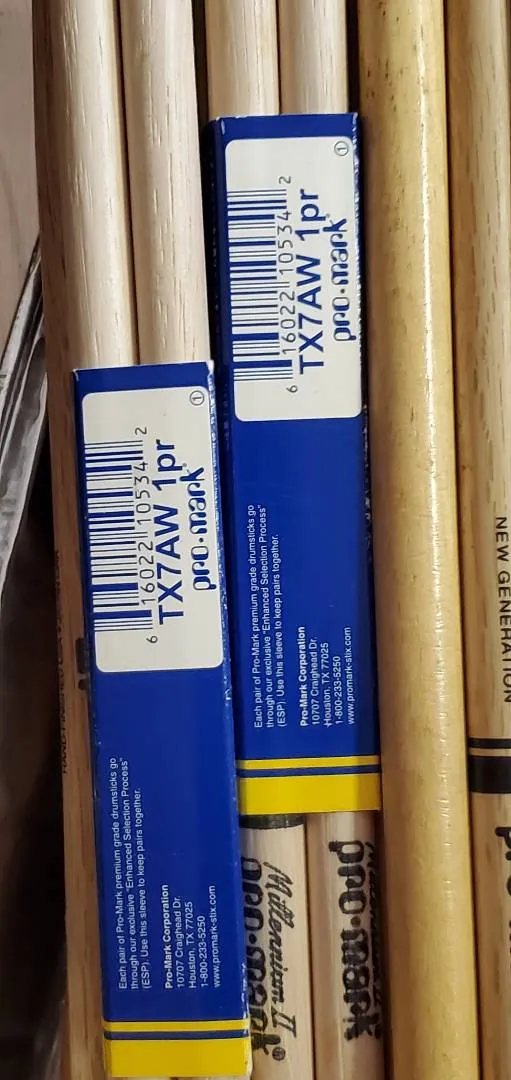 6 16022 10534 2
TX7AW 1pr
pro·mark®
1
Each pair of Pro-Mark premium grade drumsticks go
through our exclusive "Enhanced Selection Process"
(ESP). Use this sleeve to keep pairs together.
Pro-Mark Corporation
10707 Craighead Dr.
Houston, TX 77025
1-800-233-5250
www.promark-stix.com
6 16022 10534 2
TX7AW 1pr
pro·mark®
1
Each pair of Pro-Mark premium grade drumsticks go
through our exclusive "Enhanced Selection Process"
(ESP). Use this sleeve to keep pairs together.
Pro-Mark Corporation
10707 Craighead Dr.
Houston, TX 77025
1-800-233-5250
www.promark-stix.com
pro·mark
Millennium II®
pro·mark
NEW GENERATION